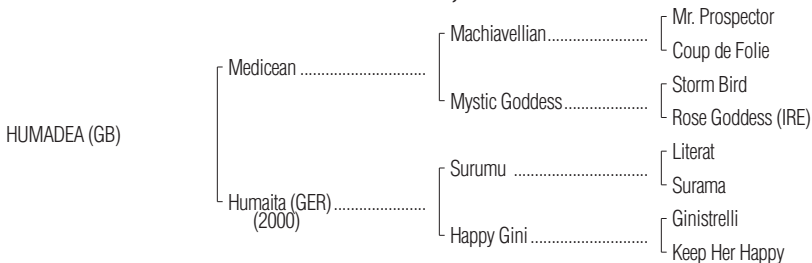 Mr. Prospector
Machiavellian
Coup de Folie
Medicean
Storm Bird
Mystic Goddess
Rose Goddess (IRE)
HUMADEA (GB)
Literat
Surumu
Surama
Humaita (GER)
(2000)
Ginistrelli
Happy Gini
Keep Her Happy